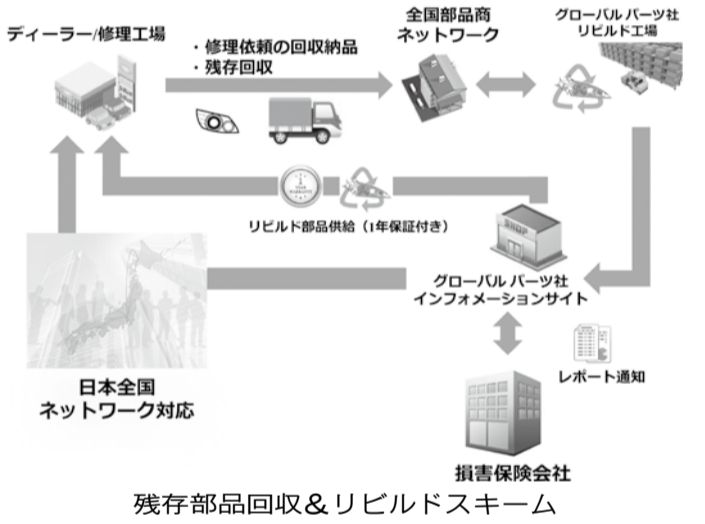 ディーラー/修理工場
・修理依頼の回収納品
・残存回収
全国部品商
ネットワーク
グローバル パーツ社
リビルド工場
リビルド部品供給（1年保証付き）
SHOP
グローバル パーツ社
インフォメーションサイト
日本全国
ネットワーク対応
レポート通知
損害保険会社
残存部品回収＆リビルドスキーム